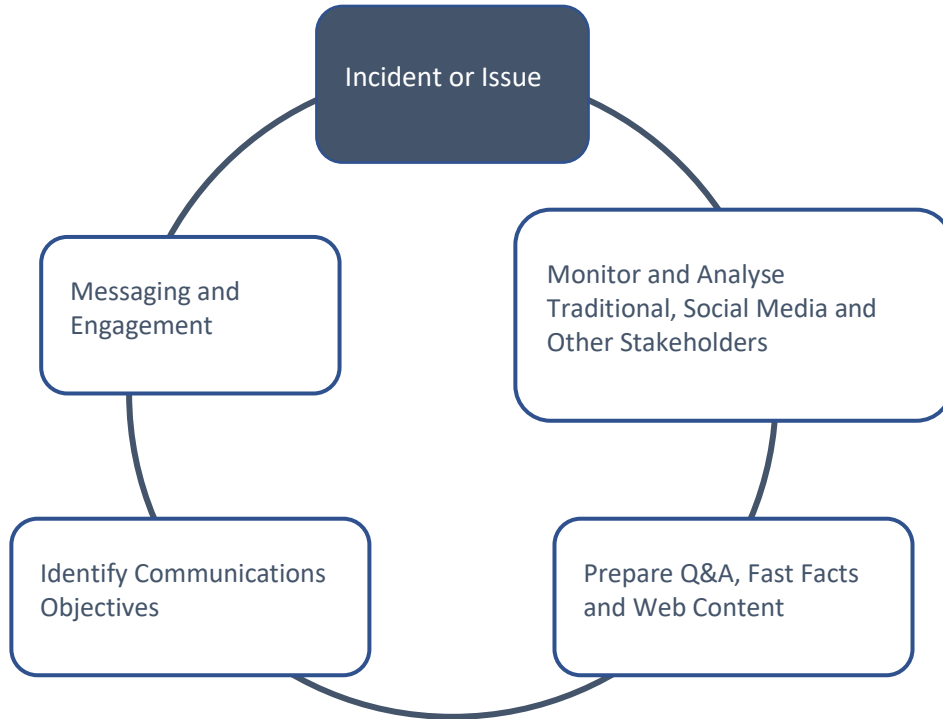 Incident or Issue
Monitor and Analyse
Traditional, Social Media and
Other Stakeholders
Prepare Q&A, Fast Facts
and Web Content
Identify Communications
Objectives
Messaging and
Engagement